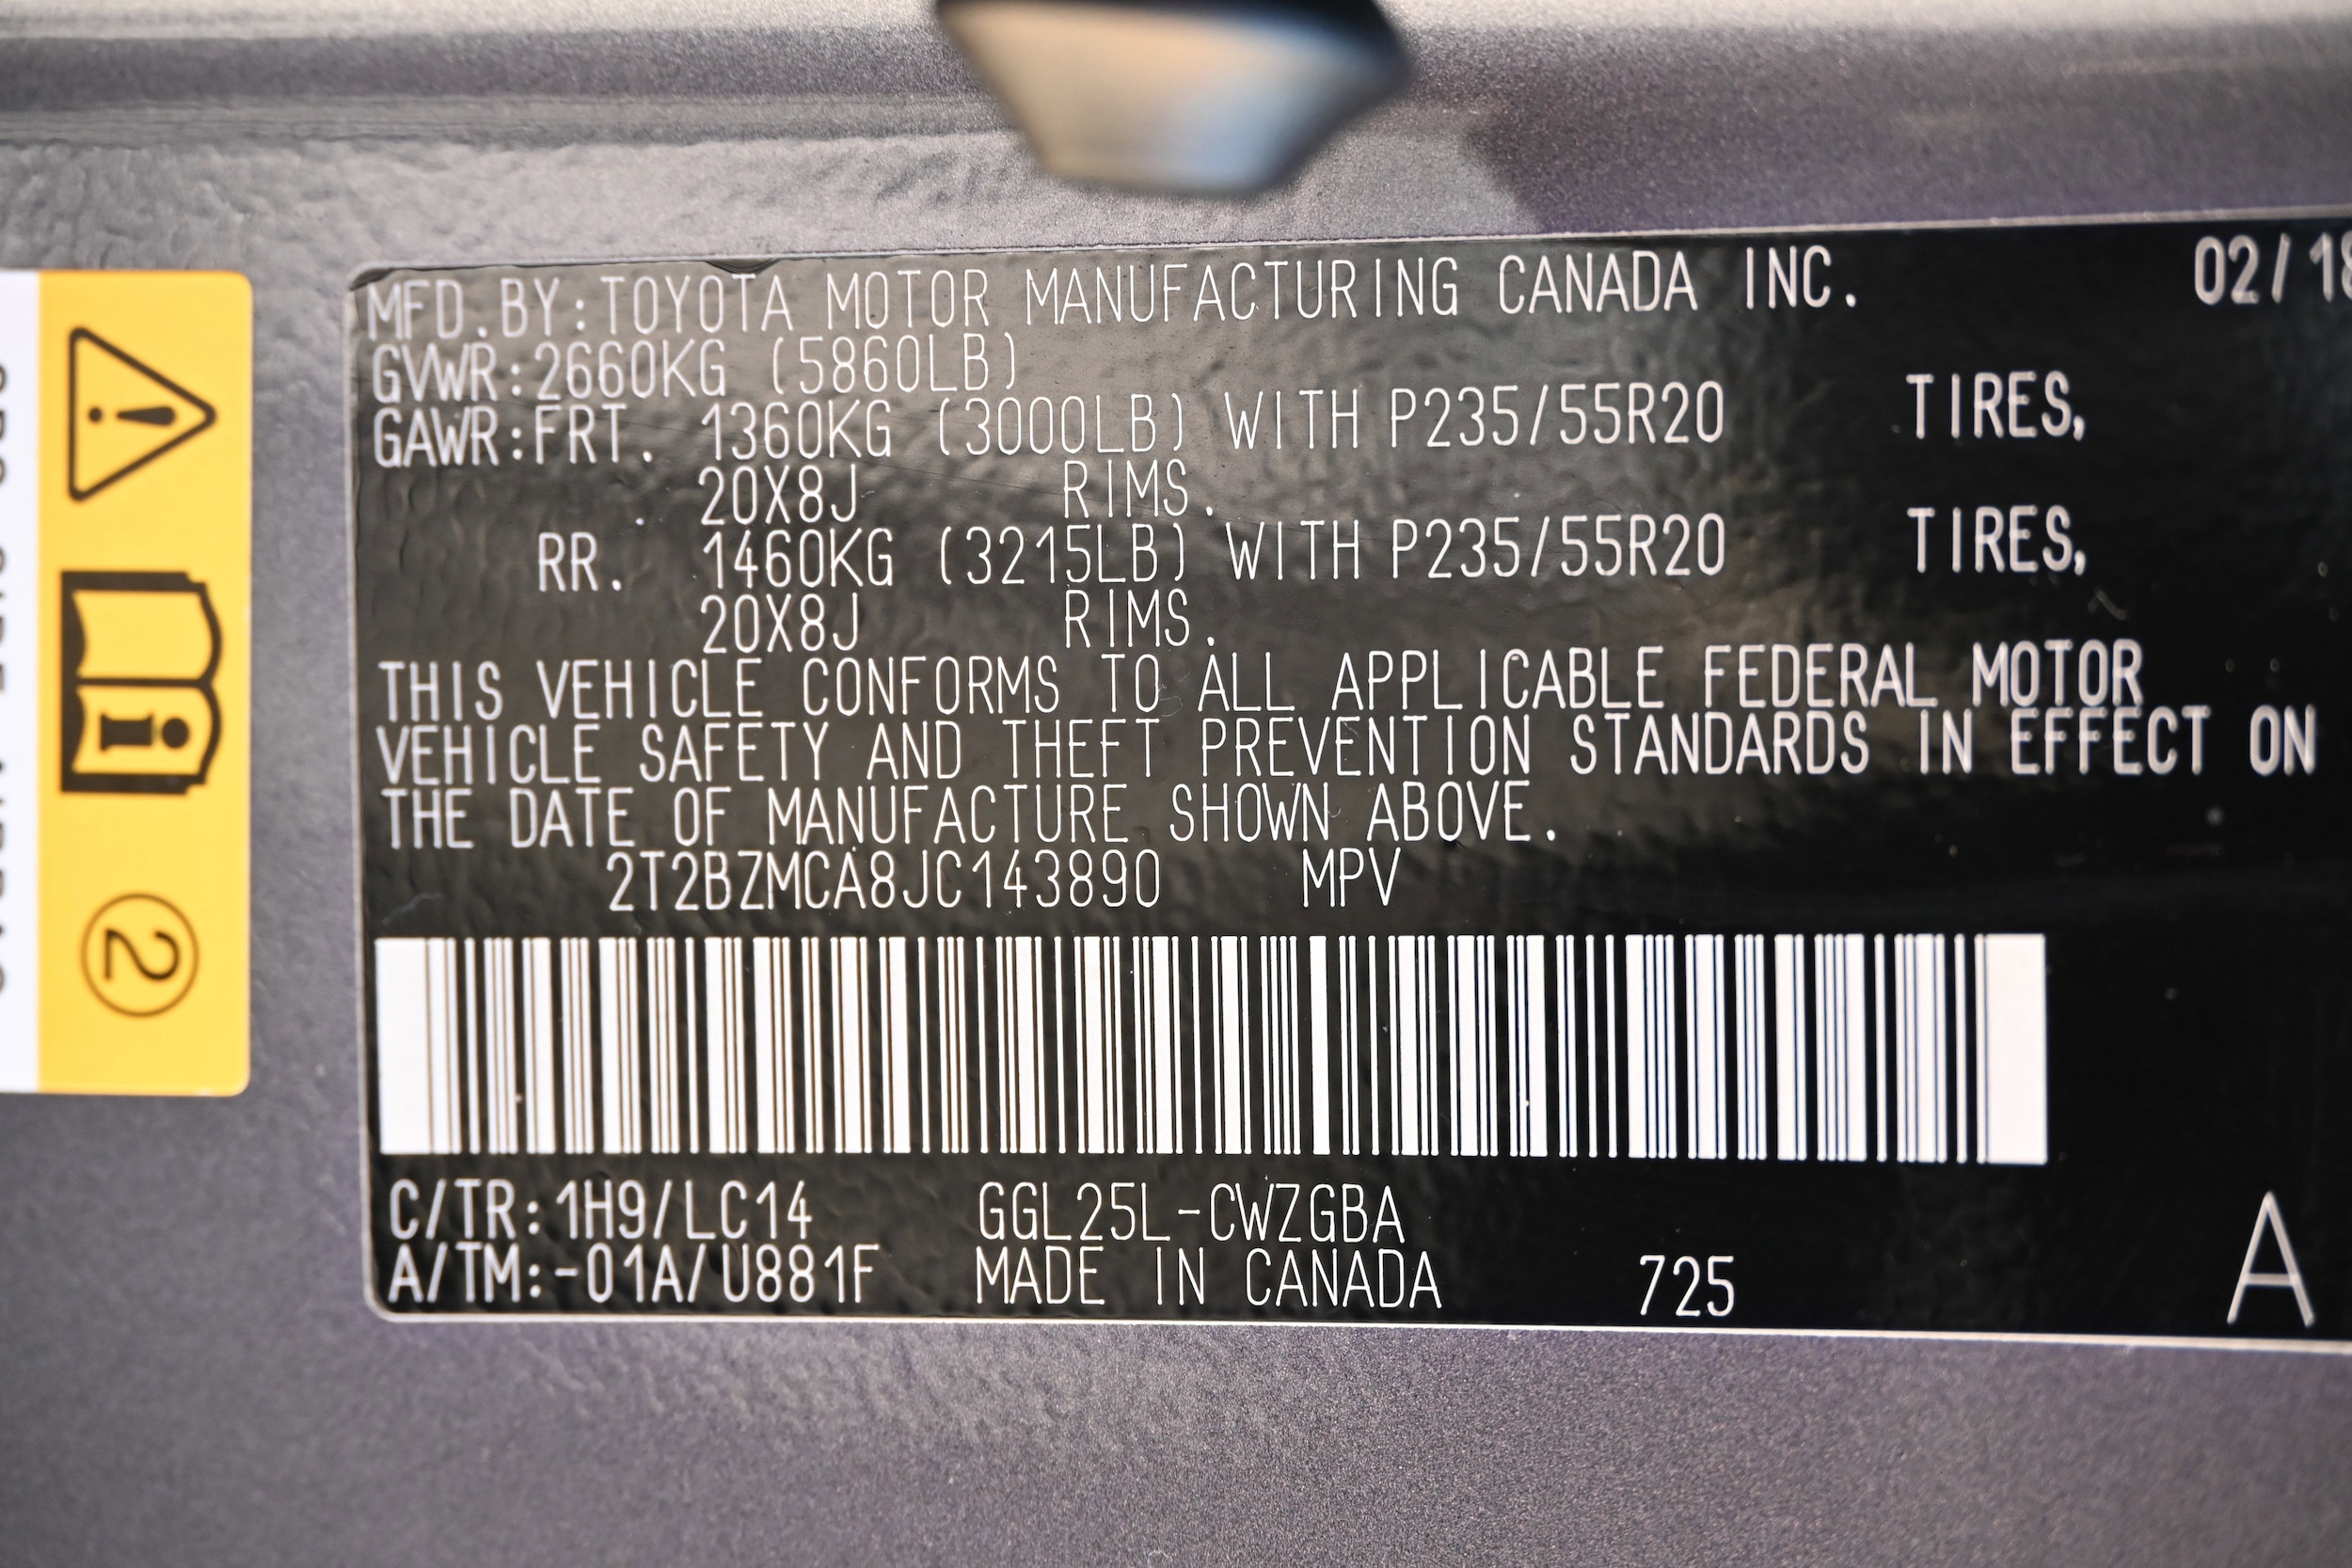 MFD.BY:TOYOTA MOTOR MANUFACTURING CANADA INC. 02/18
GVWR:2660KG (5860LB)
GAWR:FRT. 1360KG (3000LB) WITH P235/55R20 TIRES,
20X8J RIMS.
RR. 1460KG (3215LB) WITH P235/55R20 TIRES,
20X8J RIMS.
THIS VEHICLE CONFORMS TO ALL APPLICABLE FEDERAL MOTOR
VEHICLE SAFETY AND THEFT PREVENTION STANDARDS IN EFFECT ON
THE DATE OF MANUFACTURE SHOWN ABOVE.
2T2BZMCA8JC143890 MPV
C/TR:1H9/LC14 GGL25L-CWZGBA
A/TM:-01A/U881F MADE IN CANADA 725 A
2